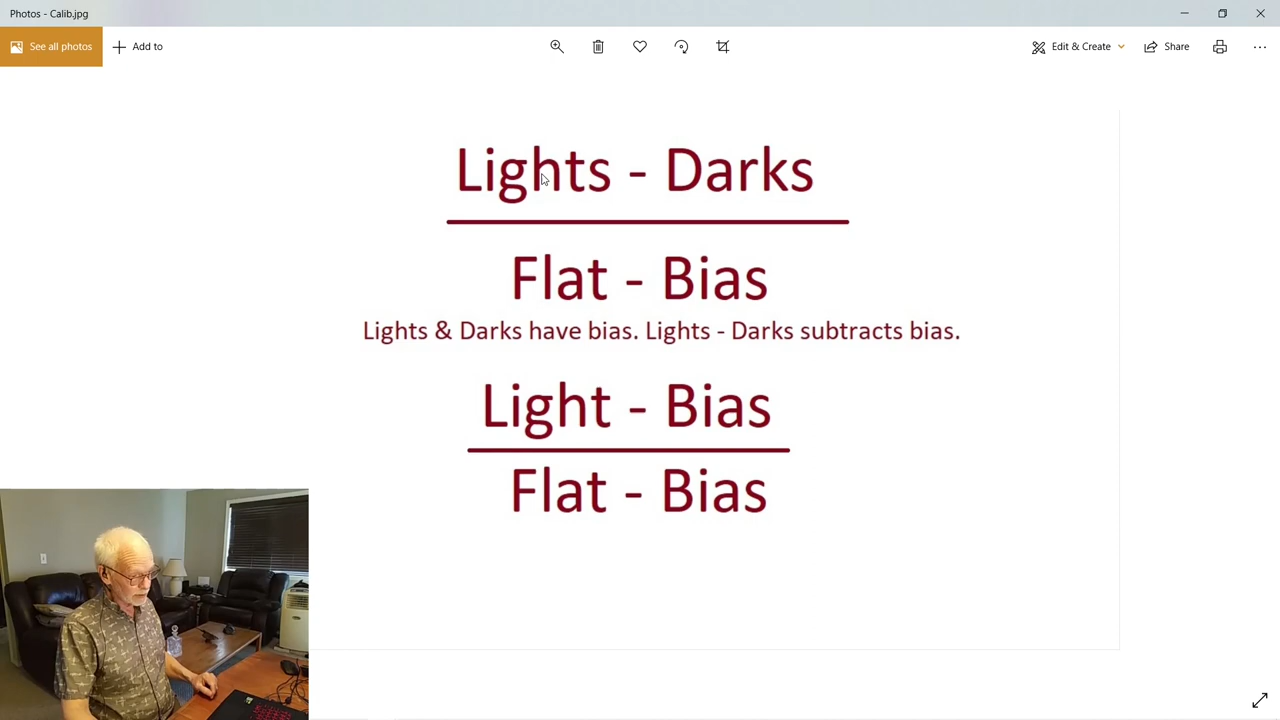 Photos - Calib.jpg
See all photos
Add to
Edit & Create
Share
Lights - Darks
Flat - Bias
Lights & Darks have bias. Lights - Darks subtracts bias.
Light - Bias
Flat - Bias